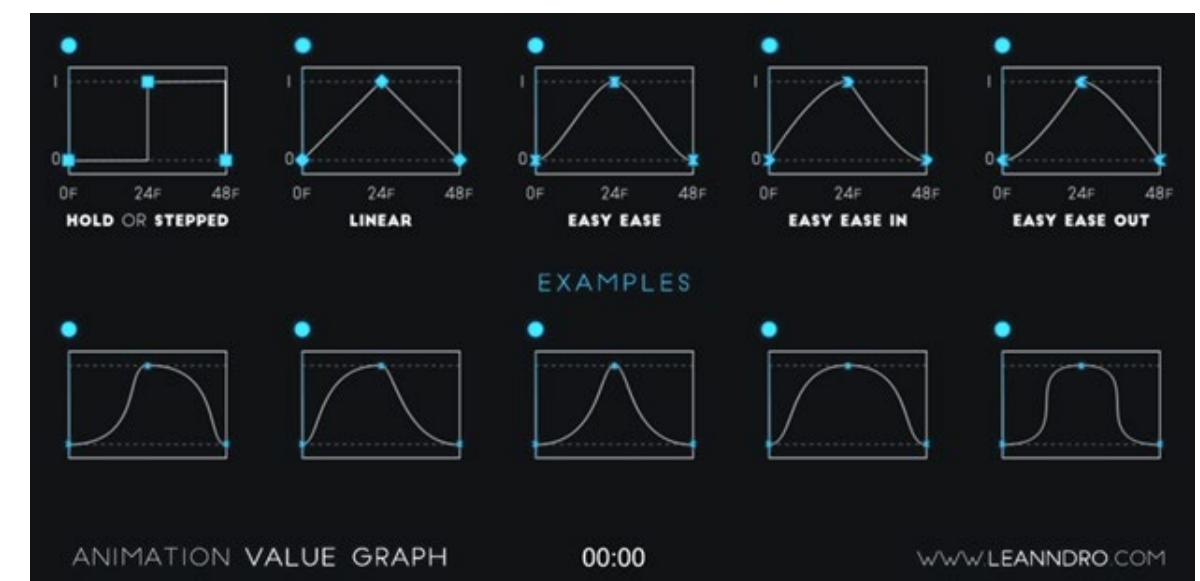 1 1 1 1 1
0 0 0 0 0
0F 24F 48F 0F 24F 48F 0F 24F 48F 0F 24F 48F 0F 24F 48F
HOLD OR STEPPED LINEAR EASY EASE EASY EASE IN EASY EASE OUT
EXAMPLES
ANIMATION VALUE GRAPH 00:00 WWW.LEANNDRO.COM